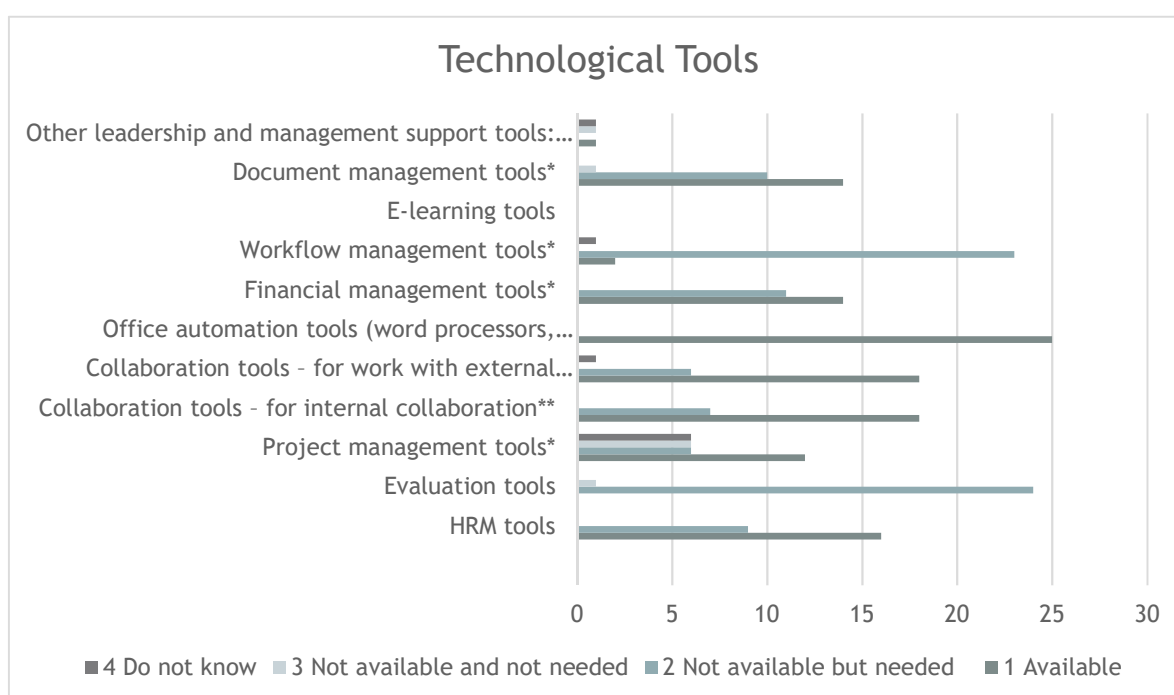 Technological Tools
Other leadership and management support tools:…
Document management tools*
E-learning tools
Workflow management tools*
Financial management tools*
Office automation tools (word processors,…
Collaboration tools – for work with external…
Collaboration tools – for internal collaboration**
Project management tools*
Evaluation tools
HRM tools
0 5 10 15 20 25 30
4 Do not know 3 Not available and not needed 2 Not available but needed 1 Available